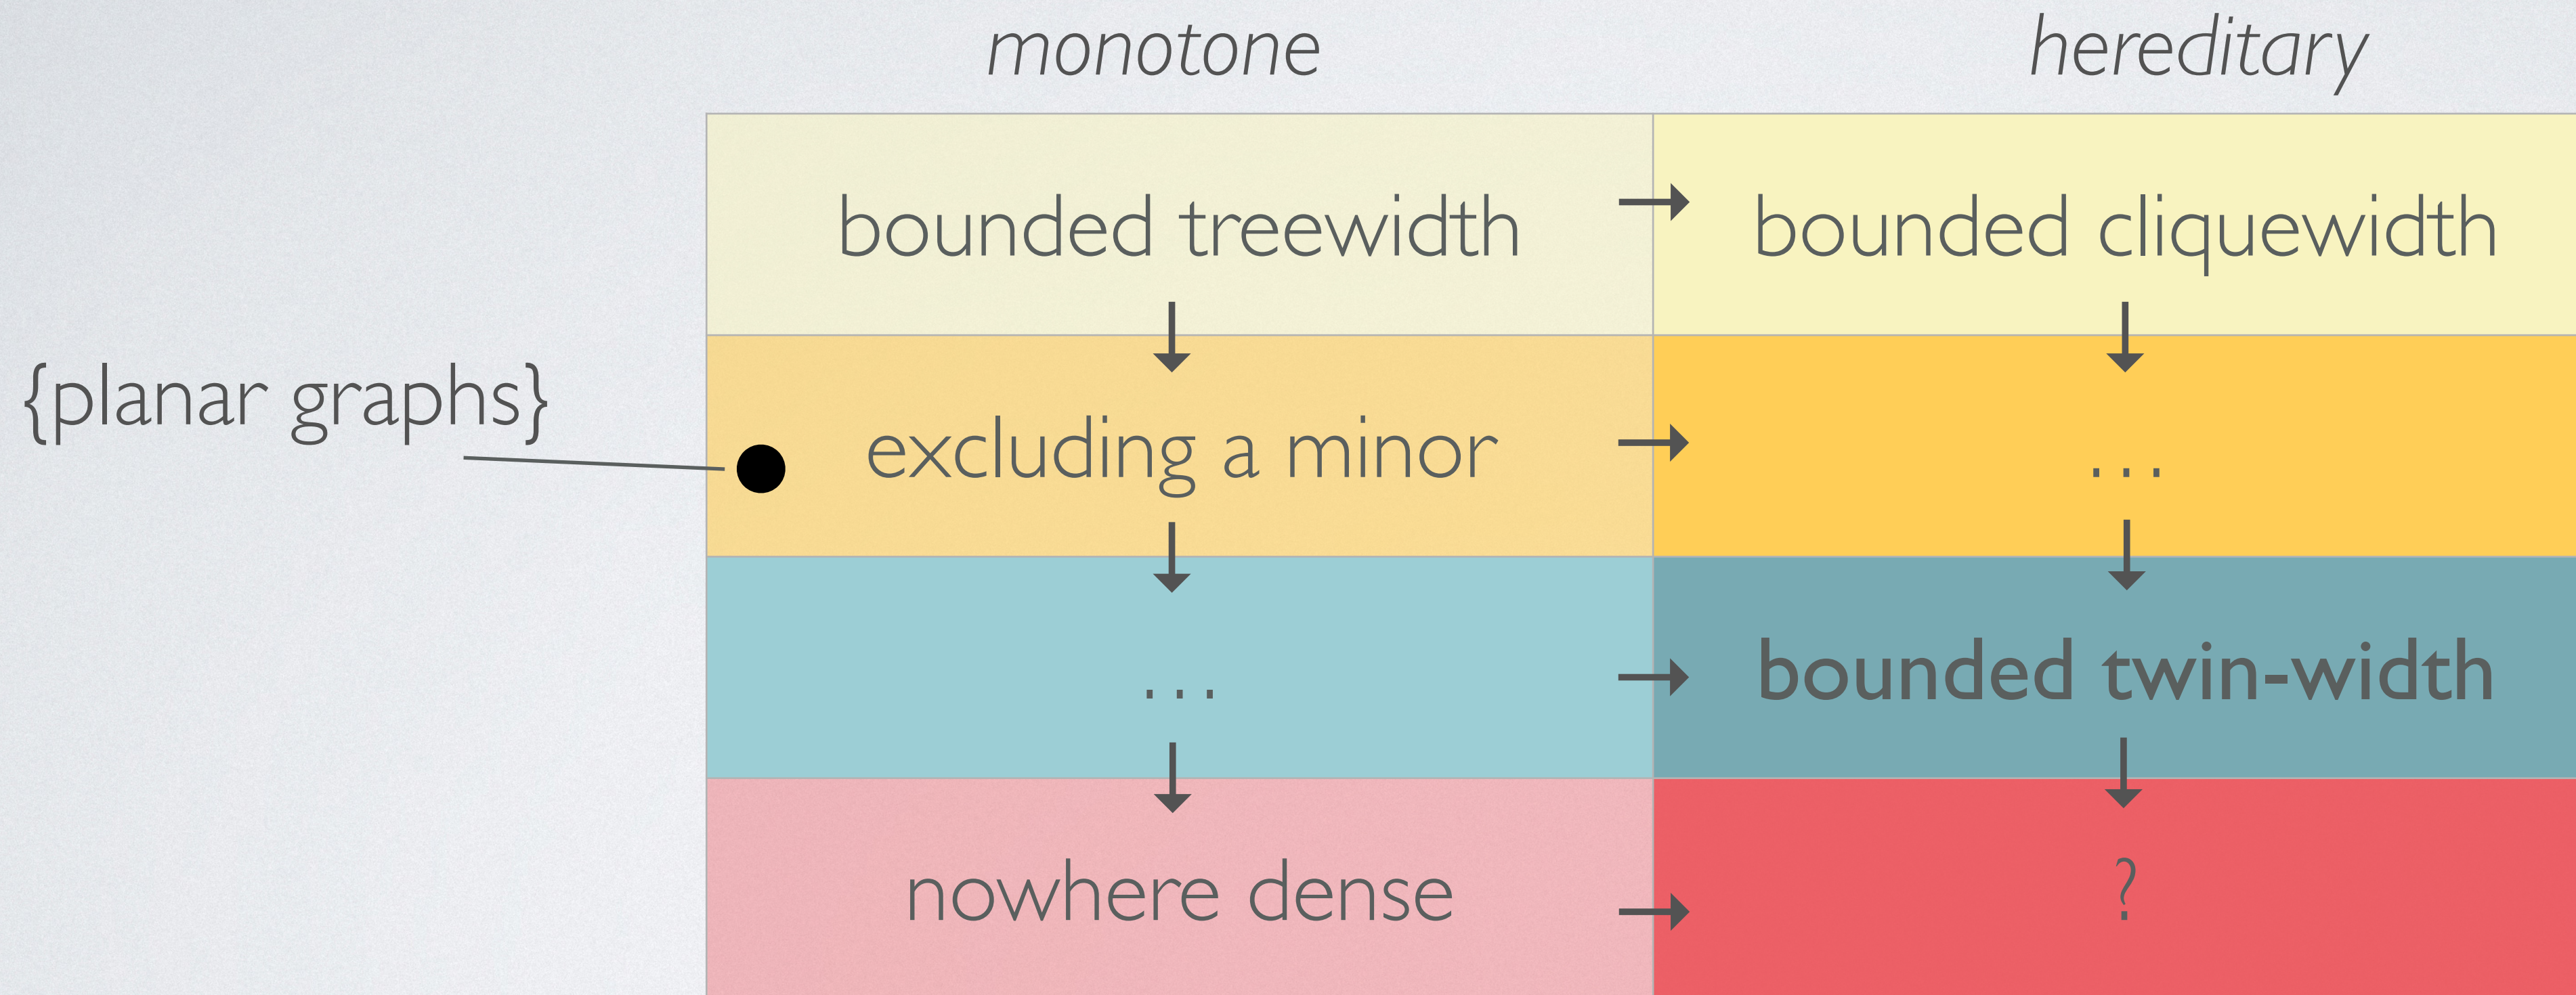 monotone hereditary
bounded treewidth bounded cliquewidth
{planar graphs}
excluding a minor ...
... bounded twin-width
nowhere dense ?